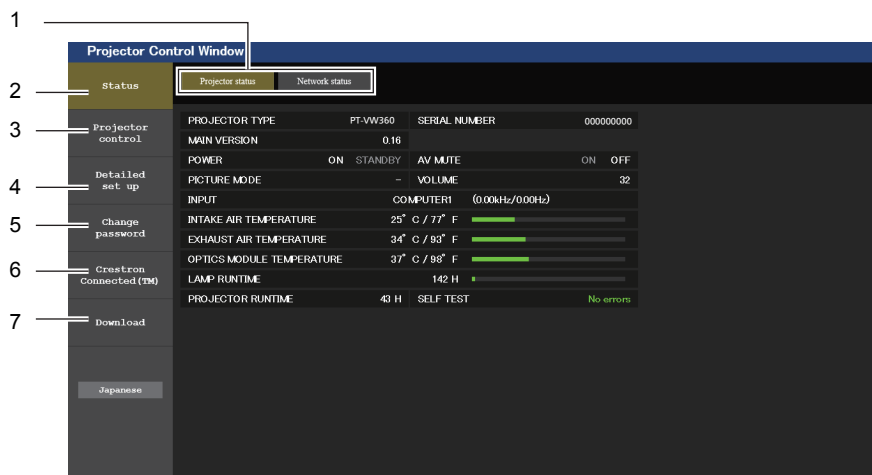 1
Projector Control Window
2
Status
Projector status Network status
3
Projector
control
PROJECTOR TYPE PT-VW360 SERIAL NUMBER 000000000
MAIN VERSION 0.16
POWER ON STANDBY AV MUTE ON OFF
4
Detailed
set up
PICTURE MODE – VOLUME 32
INPUT COMPUTER1 (0.00kHz/0.00Hz)
5
Change
password
INTAKE AIR TEMPERATURE 25° C / 77° F
EXHAUST AIR TEMPERATURE 34° C / 93° F
OPTICS MODULE TEMPERATURE 37° C / 98° F
6
Crestron
Connected(TM)
LAMP RUNTIME 142 H
PROJECTOR RUNTIME 43 H SELF TEST No errors
7
Download
Japanese